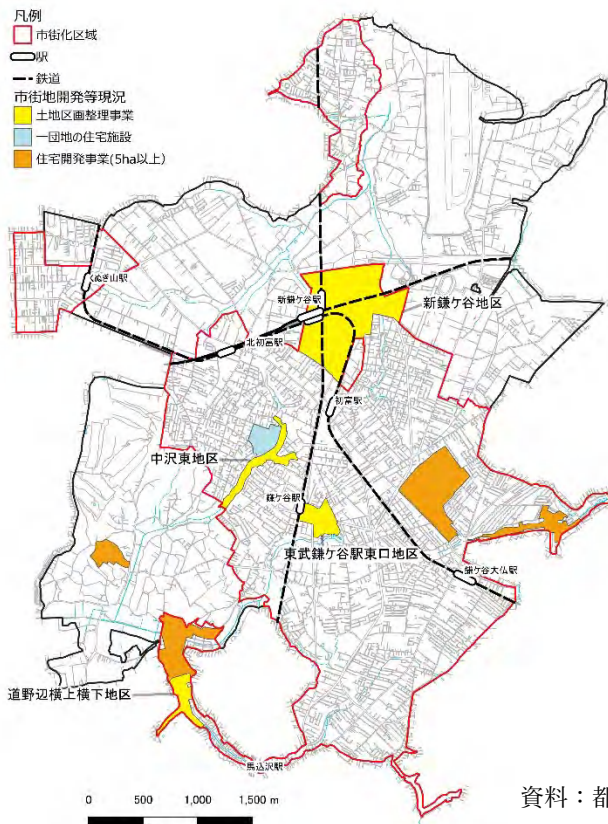 凡例
市街化区域
駅
鉄道
市街地開発等現況
土地区画整理事業
一団地の住宅施設
住宅開発事業(5ha以上)
くぬぎ山駅
新鎌ケ谷駅
新鎌ケ谷地区
北初富駅
初富駅
中沢東地区
鎌ケ谷駅
東武鎌ケ谷駅東口地区
鎌ケ谷大仏駅
道野辺横上横下地区
馬込沢駅
0 500 1,000 1,500 m
資料：都